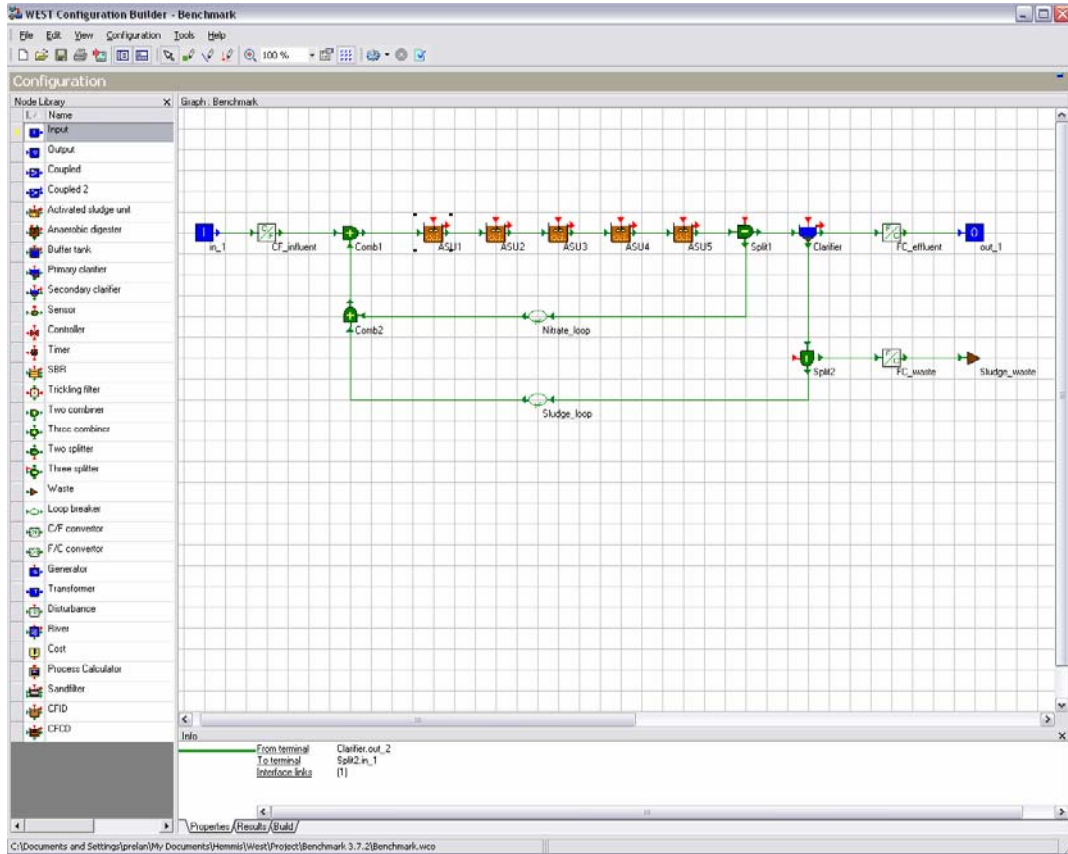 WEST Configuration Builder - Benchmark
File Edit View Configuration Tools Help
100 %
Configuration
Node Library
Graph : Benchmark
Name
Input
Output
Coupled
Coupled 2
Activated sludge unit
Anaerobic digester
Buffer tank
Primary clarifier
Secondary clarifier
Sensor
Controller
Timer
SBR
Trickling filter
Two combiner
Three combiner
Two splitter
Three splitter
Waste
Loop breaker
C/F convertor
F/C convertor
Generator
Transformer
Disturbance
River
Cost
Process Calculator
Sandfilter
CFID
CFCD
in_1
CF_influent
Comb1
ASU1
ASU2
ASU3
ASU4
ASU5
Split1
Clarifier
FC_effluent
out_1
Comb2
Nitrate_loop
Split2
FC_waste
Sludge_waste
Sludge_loop
Info
From terminal Clarifier.out_2
To terminal Split2.in_1
Interface links (1)
Properties Results Build
C:\Documents and Settings\prelan\My Documents\Hemmis\West\Project\Benchmark 3.7.2\Benchmark.wco